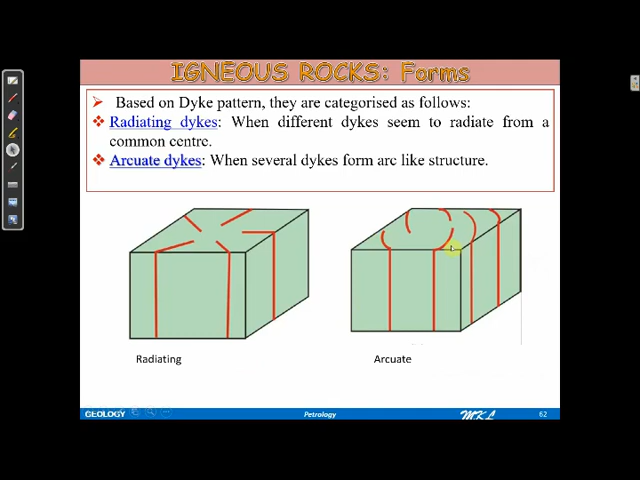 IGNEOUS ROCKS: Forms
Based on Dyke pattern, they are categorised as follows:
Radiating dykes: When different dykes seem to radiate from a
common centre.
Arcuate dykes: When several dykes form arc like structure.
Radiating
Arcuate
GEOLOGY
Petrology
MKL
62